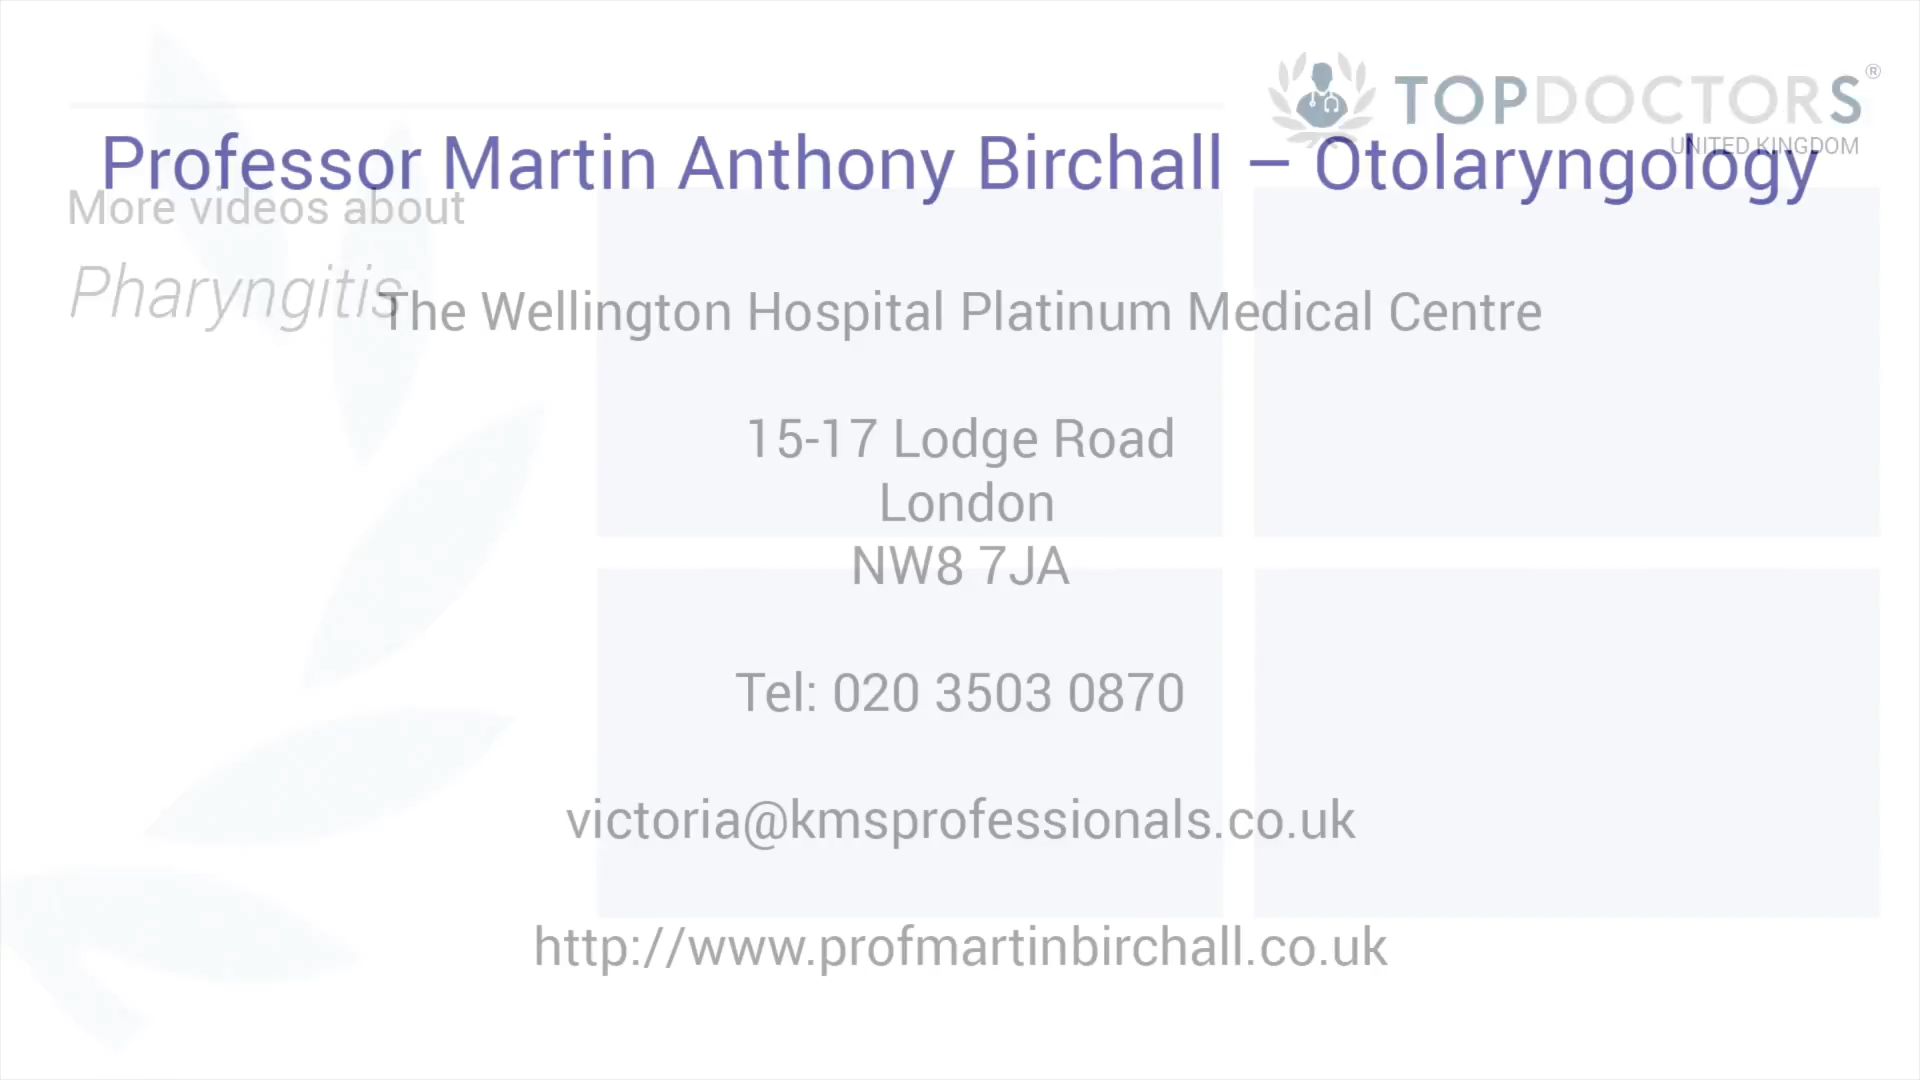 TOPDOCTORS®
UNITED KINGDOM
Professor Martin Anthony Birchall – Otolaryngology
More videos about
Pharyngitis
The Wellington Hospital Platinum Medical Centre
15-17 Lodge Road
London
NW8 7JA
Tel: 020 3503 0870
victoria@kmsprofessionals.co.uk
http://www.profmartinbirchall.co.uk